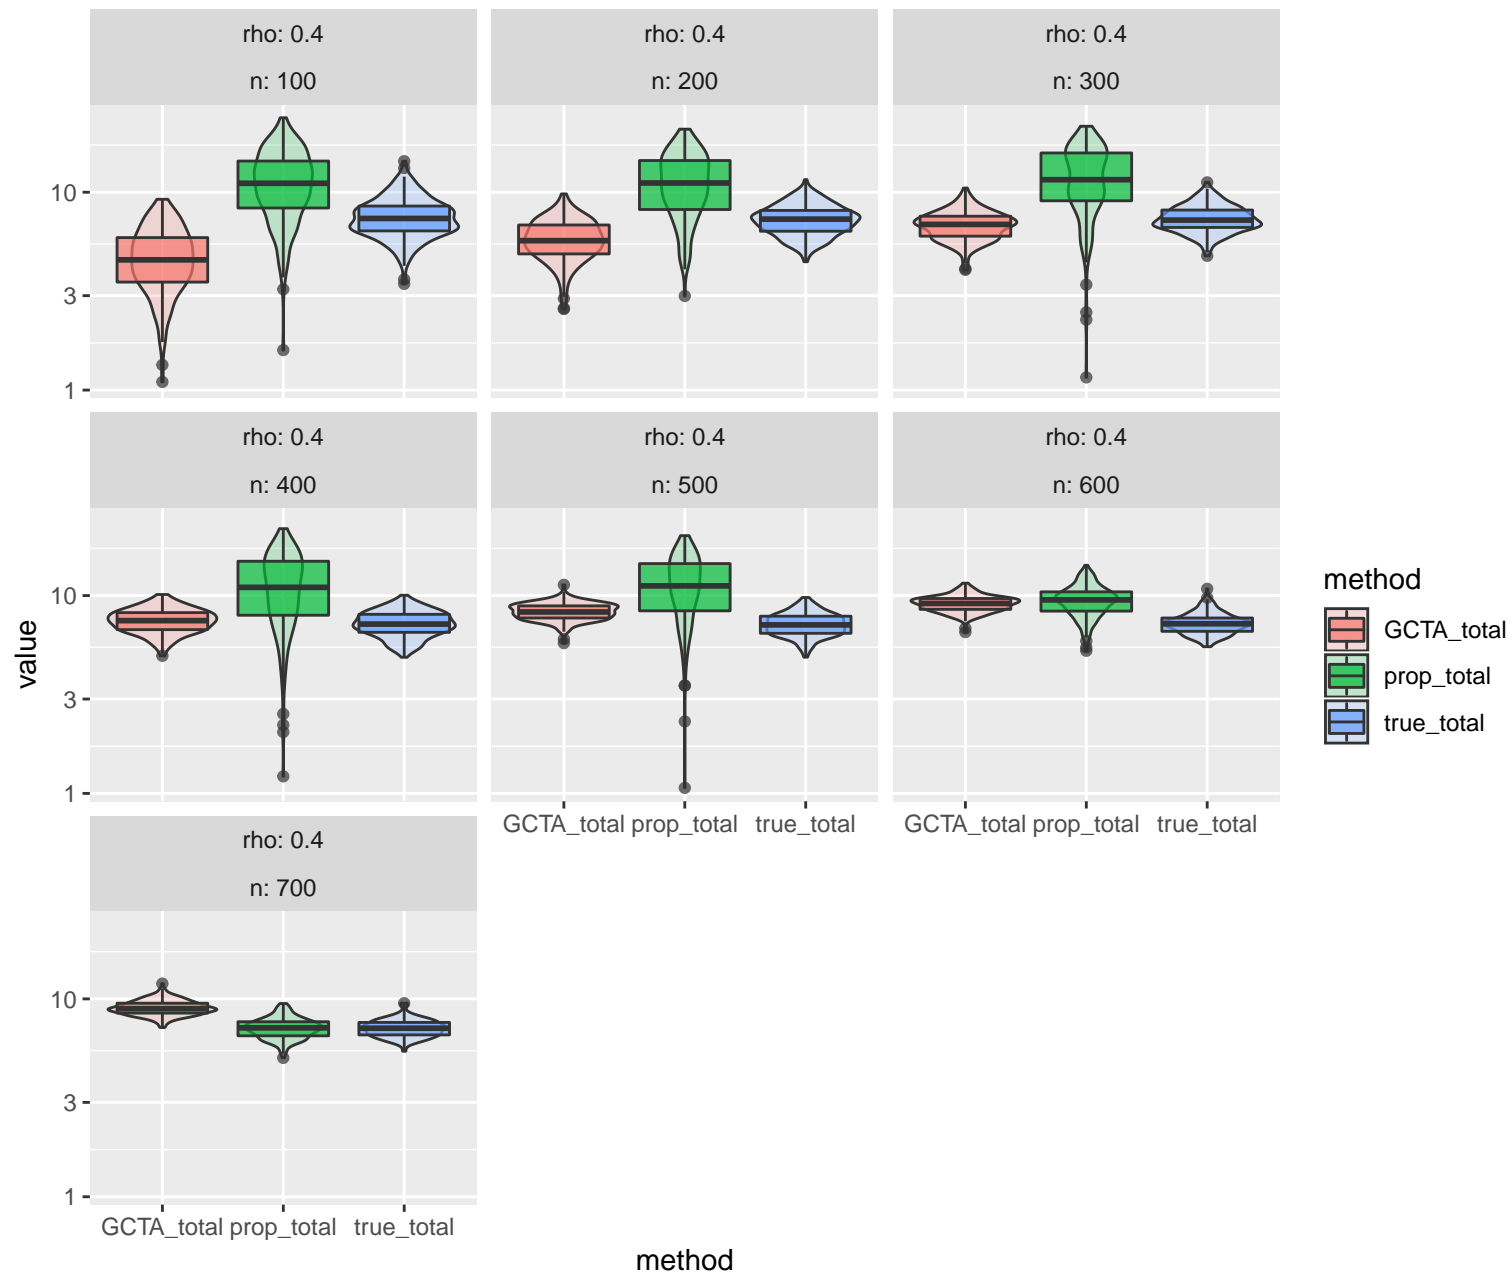 rho: 0.4
n: 100
rho: 0.4
n: 200
rho: 0.4
n: 300
10
3
1
rho: 0.4
n: 400
rho: 0.4
n: 500
rho: 0.4
n: 600
10
3
1
GCTA_total prop_total true_total
GCTA_total prop_total true_total
rho: 0.4
n: 700
10
3
1
GCTA_total prop_total true_total
method
value
method
GCTA_total
prop_total
true_total